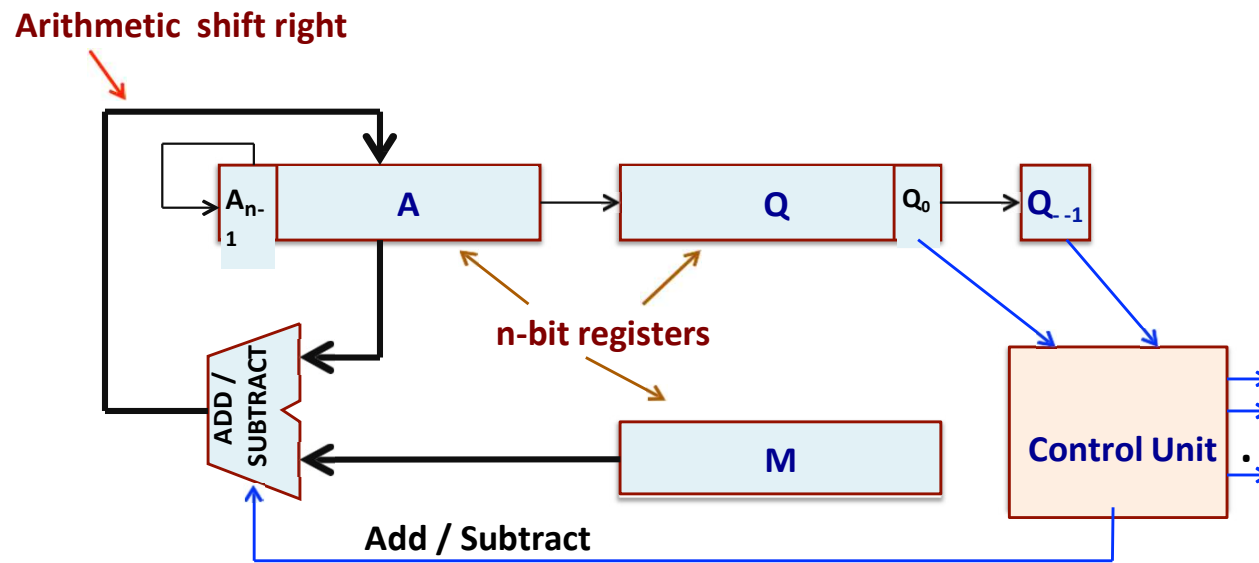 Arithmetic shift right
Aₙ₋
1
A
Q
Q₀
Q₋₋₁
n-bit registers
ADD /
SUBTRACT
M
Control Unit
.
Add / Subtract